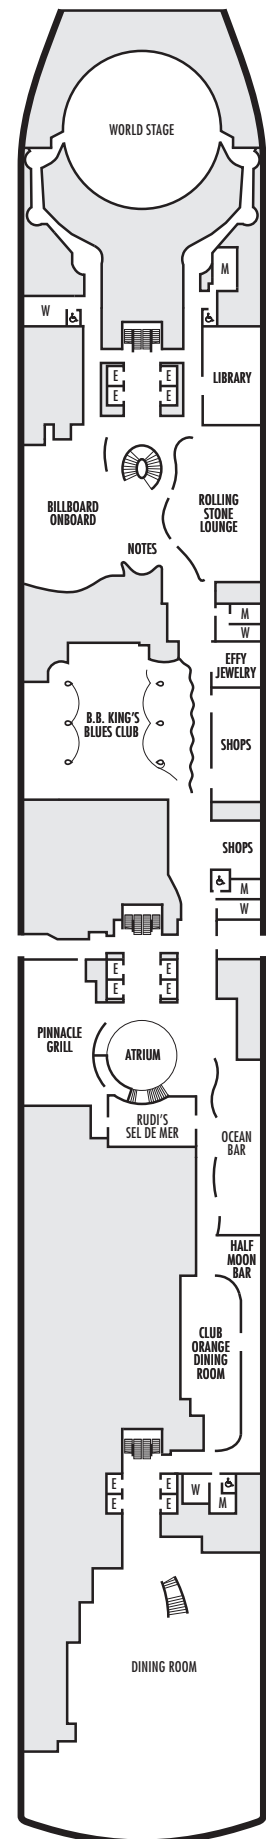 WORLD STAGE
M
W
LIBRARY
E
E
E
E
BILLBOARD
ONBOARD
ROLLING
STONE
LOUNGE
NOTES
M
W
EFFY
JEWELRY
B.B. KING'S
BLUES CLUB
SHOPS
SHOPS
M
W
E
E
E
E
PINNACLE
GRILL
ATRIUM
RUDI'S
SEL DE MER
OCEAN
BAR
HALF
MOON
BAR
CLUB
ORANGE
DINING
ROOM
E
E
E
E
W
M
DINING ROOM